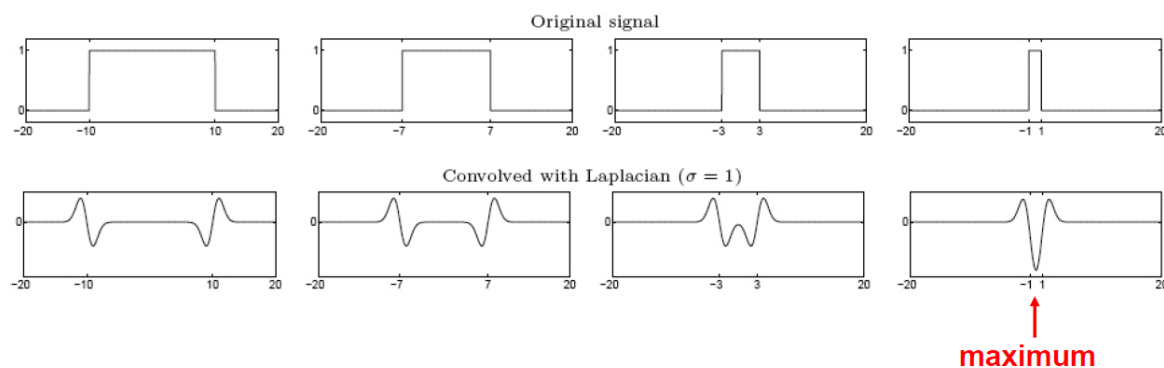 Original signal
1 1 1 1
0 0 0 0
−20 −10 10 20 −20 −7 7 20 −20 −3 3 20 −20 −1 1 20
Convolved with Laplacian (σ = 1)
0 0 0 0
−20 −10 10 20 −20 −7 7 20 −20 −3 3 20 −20 −1 1 20
maximum